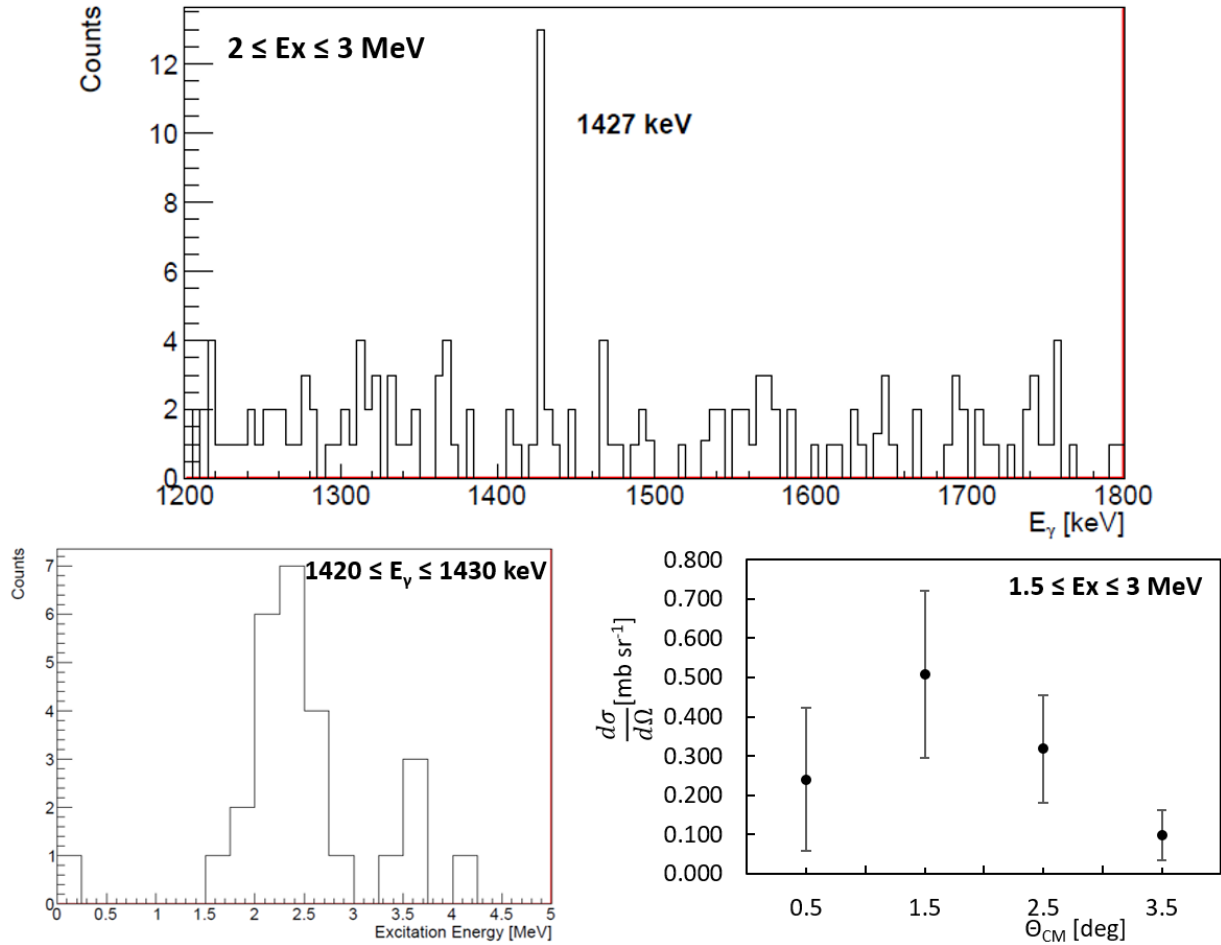 Counts
2 ≤ Ex ≤ 3 MeV
1427 keV
12
10
8
6
4
2
0
1200 1300 1400 1500 1600 1700 1800
E_γ [keV]
Counts
1420 ≤ E_γ ≤ 1430 keV
7
6
5
4
3
2
1
0
0 0.5 1 1.5 2 2.5 3 3.5 4 4.5 5
Excitation Energy [MeV]
1.5 ≤ Ex ≤ 3 MeV
dσ/dΩ [mb sr⁻¹]
0.800
0.700
0.600
0.500
0.400
0.300
0.200
0.100
0.000
0.5 1.5 2.5 3.5
Θ_CM [deg]